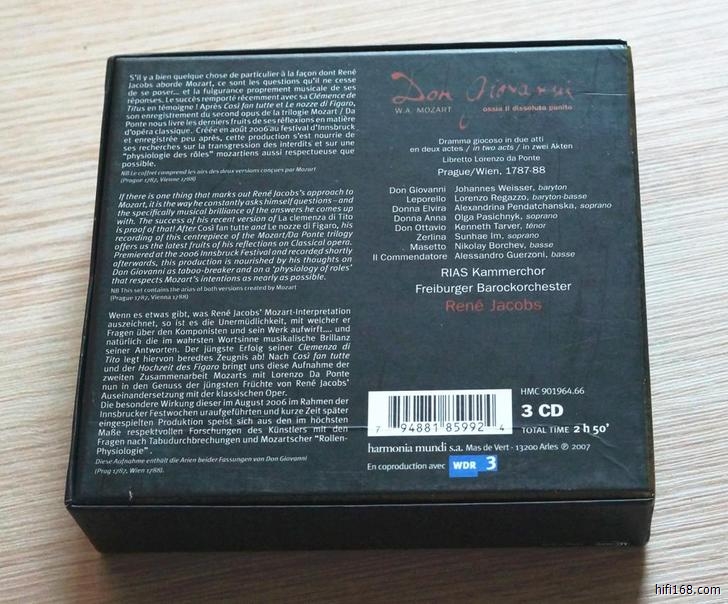 S'il y a bien quelque chose de particulier à la façon dont René
Jacobs aborde Mozart, ce sont les questions qu'il ne cesse
de se poser... et la fulgurance proprement musicale de ses
réponses. Le succès remporté récemment avec sa Clémence de
Titus en témoigne ! Après Così fan tutte et Le nozze di Figaro,
son enregistrement du second opus de la trilogie Mozart / Da
Ponte nous livre les derniers fruits de ses réflexions en matière
d'opéra classique. Créée en août 2006 au festival d'Innsbruck
et enregistrée peu après, cette production s'est nourrie de
ses recherches sur la transgression des interdits et sur une
"physiologie des rôles" mozartiens aussi respectueuse que
possible.
NB Le coffret comprend les airs des deux versions conçues par Mozart
(Prague 1787, Vienne 1788)
If there is one thing that marks out René Jacobs's approach to
Mozart, it is the way he constantly asks himself questions – and
the specifically musical brilliance of the answers he comes up
with. The success of his recent version of La clemenza di Tito
is proof of that! After Così fan tutte and Le nozze di Figaro, his
recording of this centrepiece of the Mozart/Da Ponte trilogy
offers us the latest fruits of his reflections on Classical opera.
Premiered at the 2006 Innsbruck Festival and recorded shortly
afterwards, this production is nourished by his thoughts on
Don Giovanni as taboo-breaker and on a 'physiology of roles'
that respects Mozart's intentions as nearly as possible.
NB This set contains the arias of both versions created by Mozart
(Prague 1787, Vienna 1788)
Wenn es etwas gibt, was René Jacobs' Mozart-Interpretation
auszeichnet, so ist es die Unermüdlichkeit, mit welcher er
Fragen über den Komponisten und sein Werk aufwirft.... und
natürlich die im wahrsten Wortsinne musikalische Brillanz
seiner Antworten. Der jüngste Erfolg seiner Clemenza di
Tito legt hiervon beredtes Zeugnis ab! Nach Così fan tutte
und der Hochzeit des Figaro bringt uns diese Aufnahme der
zweiten Zusammenarbeit Mozarts mit Lorenzo Da Ponte
nun in den Genuss der jüngsten Früchte von René Jacobs'
Auseinandersetzung mit der klassischen Oper.
Die besondere Wirkung dieser im August 2006 im Rahmen der
Innsbrucker Festwochen uraufgeführten und kurze Zeit später
eingespielten Produktion speist sich aus den im höchsten
Maße respektvollen Forschungen des Künstlers mit den
Fragen nach Tabudurchbrechungen und Mozartscher "Rollen-
Physiologie".
Diese Aufnahme enthält die Arien beider Fassungen von Don Giovanni
(Prag 1787, Wien 1788).
Don Giovanni
W.A. MOZART ossia Il dissoluto punito
Dramma giocoso in due atti
en deux actes / in two acts / in zwei Akten
Libretto Lorenzo da Ponte
Prague/Wien, 1787-88
Don Giovanni Johannes Weisser, baryton
Leporello Lorenzo Regazzo, baryton-basse
Donna Elvira Alexandrina Pendatchanska, soprano
Donna Anna Olga Pasichnyk, soprano
Don Ottavio Kenneth Tarver, ténor
Zerlina Sunhae Im, soprano
Masetto Nikolay Borchev, basse
Il Commendatore Alessandro Guerzoni, basse
RIAS Kammerchor
Freiburger Barockorchester
René Jacobs
7 94881 85992 4
HMC 901964.66
3 CD
TOTAL TIME 2 h 50'
harmonia mundi s.a. Mas de Vert - 13200 Arles ℗ 2007
En coproduction avec WDR 3
hifi168.com